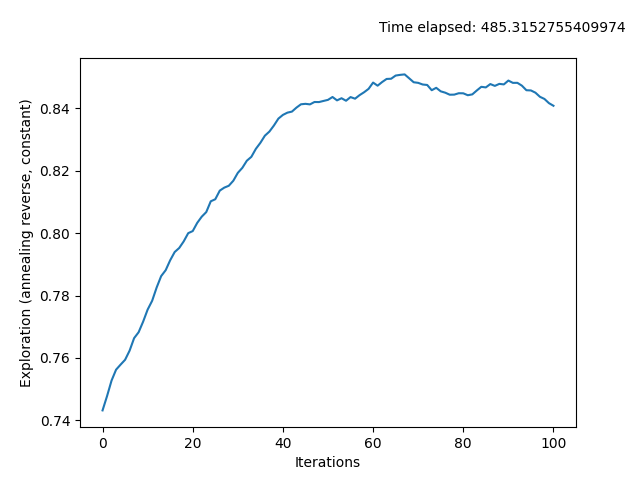 Time elapsed: 485.3152755409974
Exploration (annealing reverse, constant)
0.84
0.82
0.80
0.78
0.76
0.74
0 20 40 60 80 100
Iterations